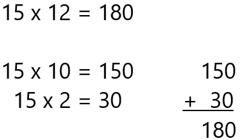 15 x 12 = 180
15 x 10 = 150
15 x 2 = 30
150
+ 30
180